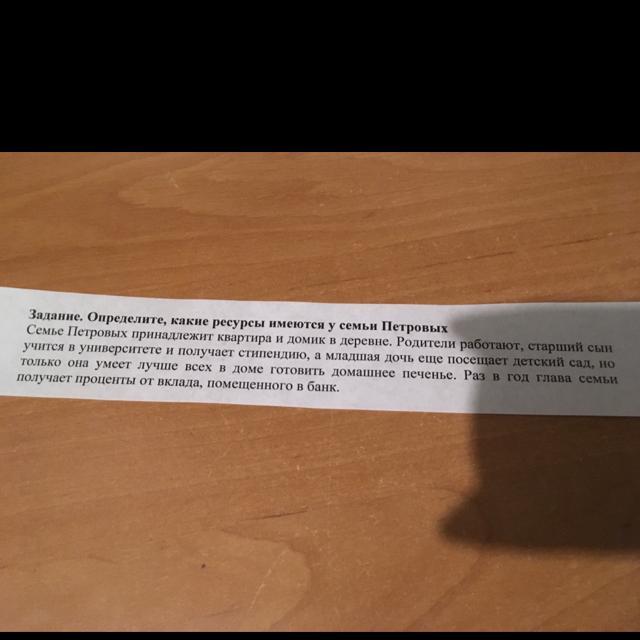 Задание. Определите, какие ресурсы имеются у семьи Петровых
Семье Петровых принадлежит квартира и домик в деревне. Родители работают, старший сын
учится в университете и получает стипендию, а младшая дочь еще посещает детский сад, но
только она умеет лучше всех в доме готовить домашнее печенье. Раз в год глава семьи
получает проценты от вклада, помещенного в банк.